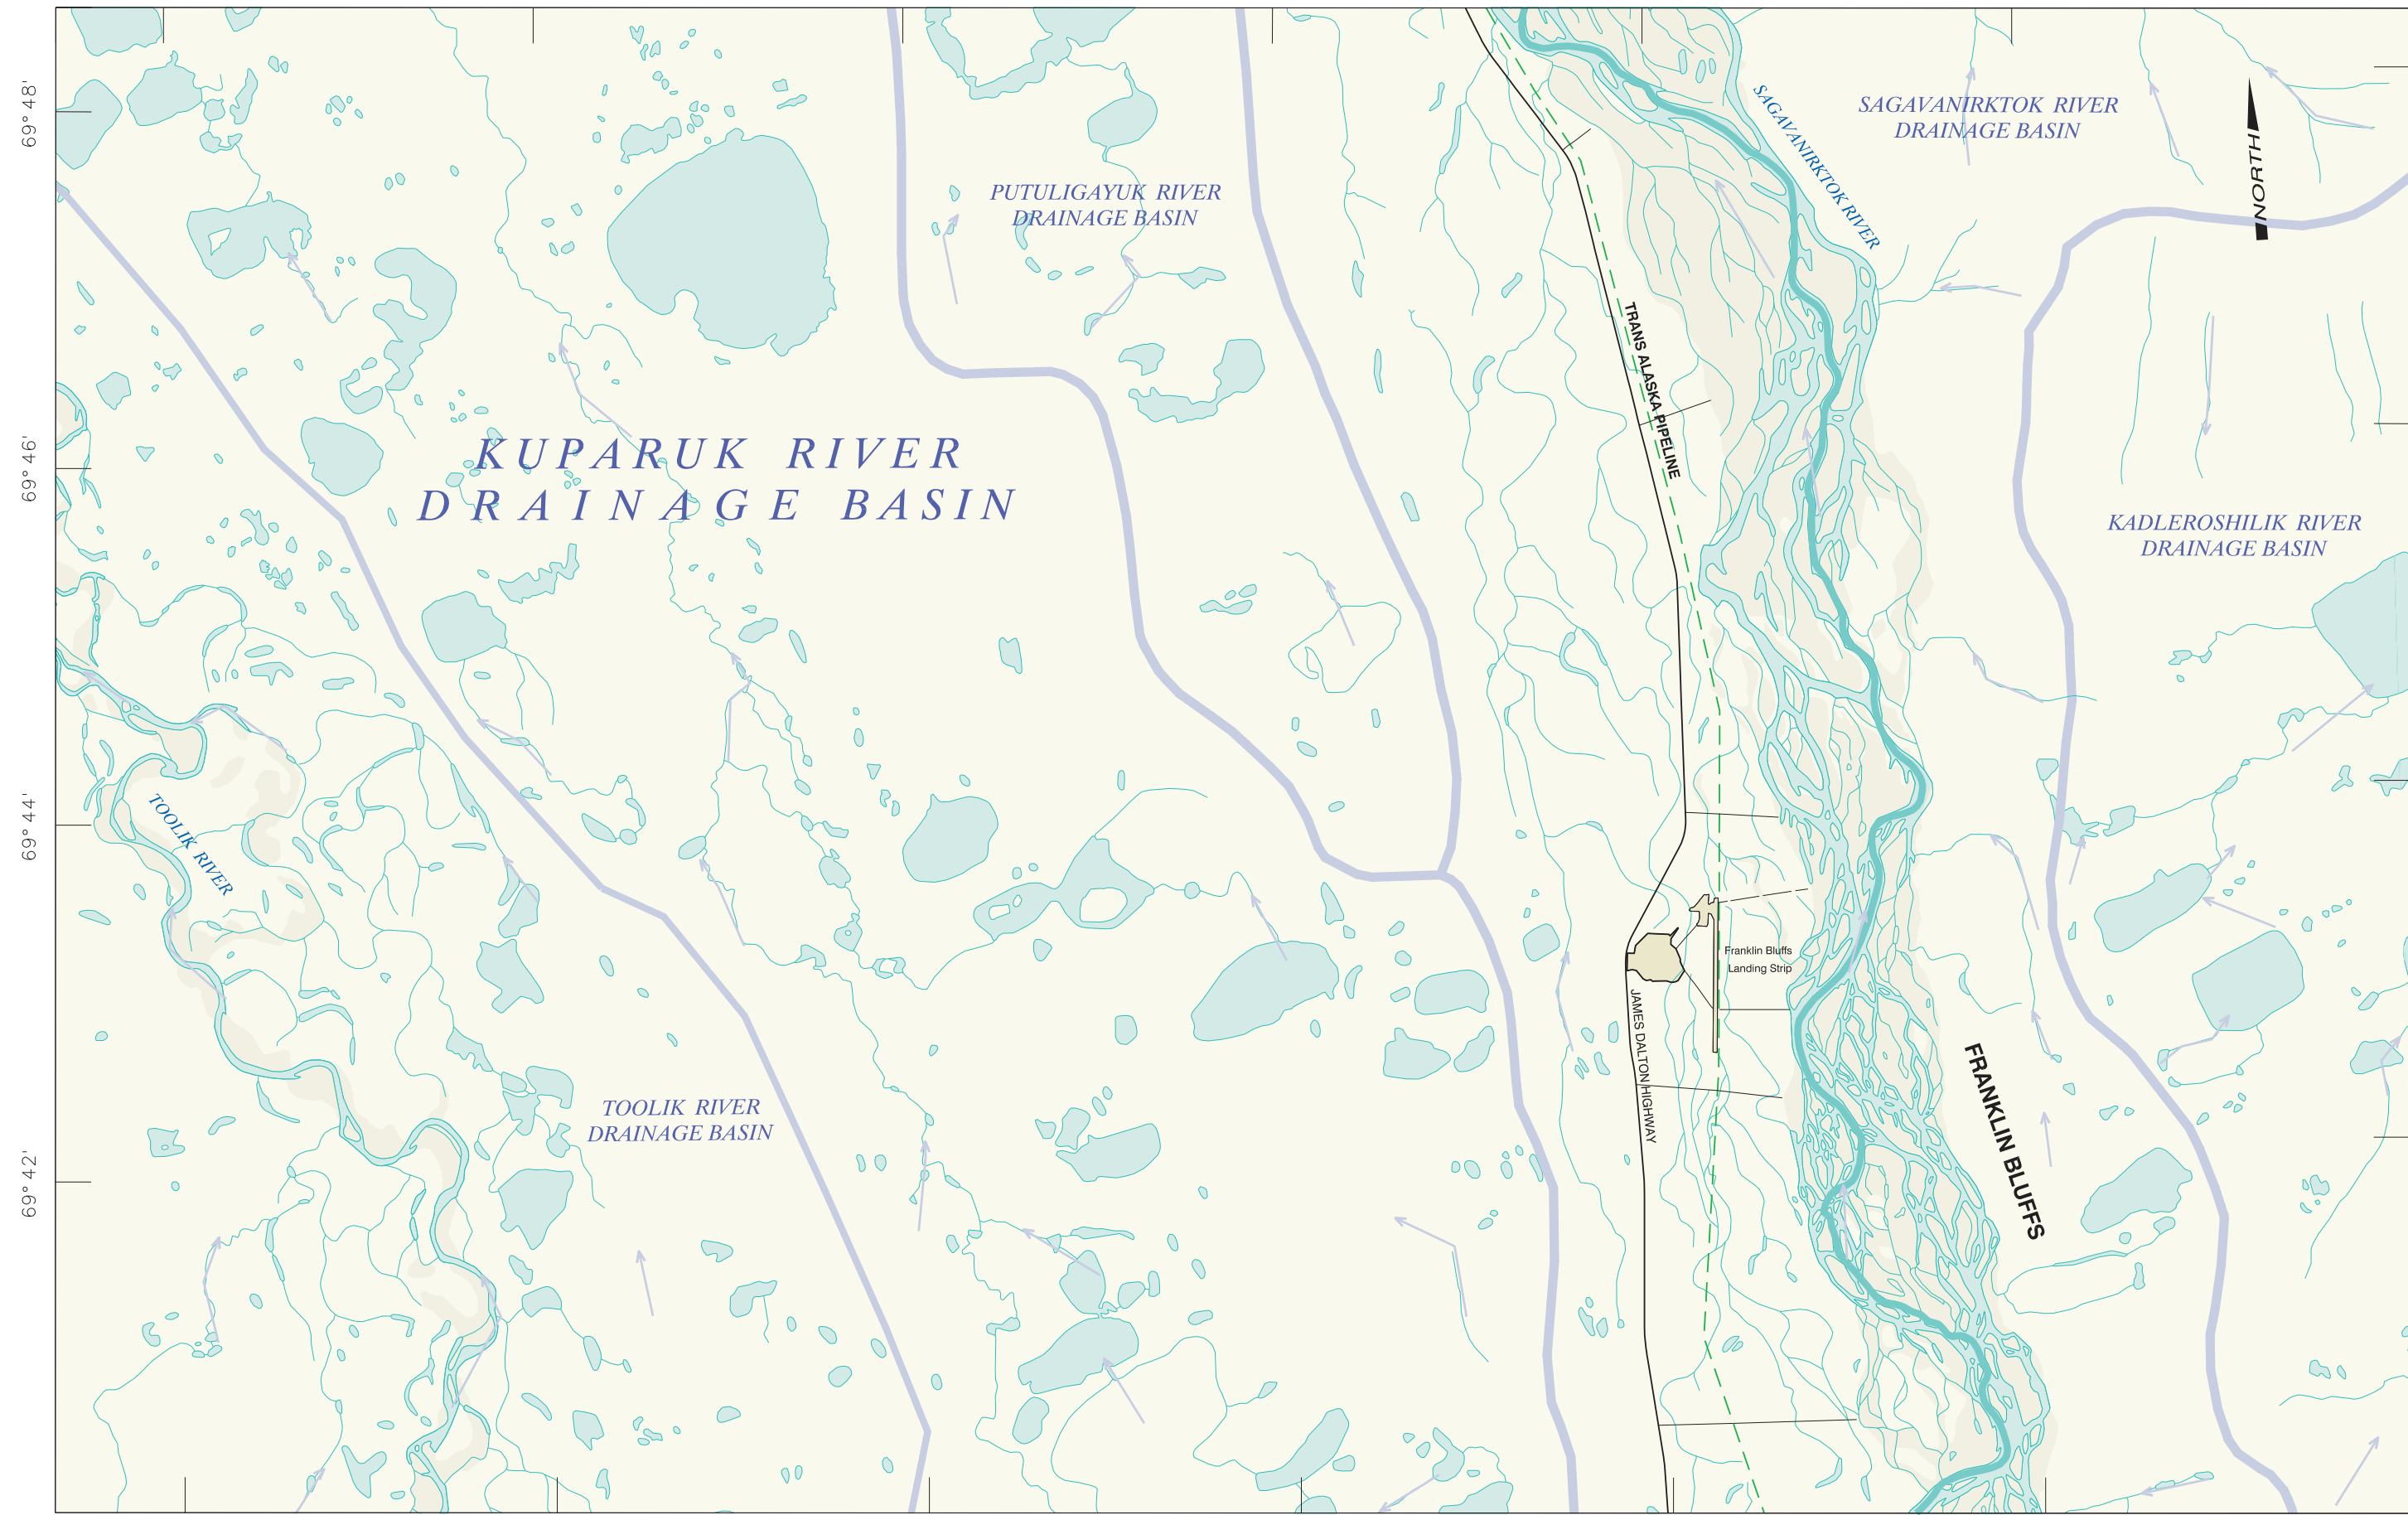 69° 48'
SAGAVANIRKTOK RIVER
SAGAVANIRKTOK RIVER
DRAINAGE BASIN
NORTH
PUTULIGAYUK RIVER
DRAINAGE BASIN
TRANS ALASKA PIPELINE
69° 46'
KUPARUK RIVER
DRAINAGE BASIN
KADLEROSHILIK RIVER
DRAINAGE BASIN
69° 44'
TOOLIK RIVER
Franklin Bluffs
Landing Strip
JAMES DALTON HIGHWAY
FRANKLIN BLUFFS
TOOLIK RIVER
DRAINAGE BASIN
69° 42'